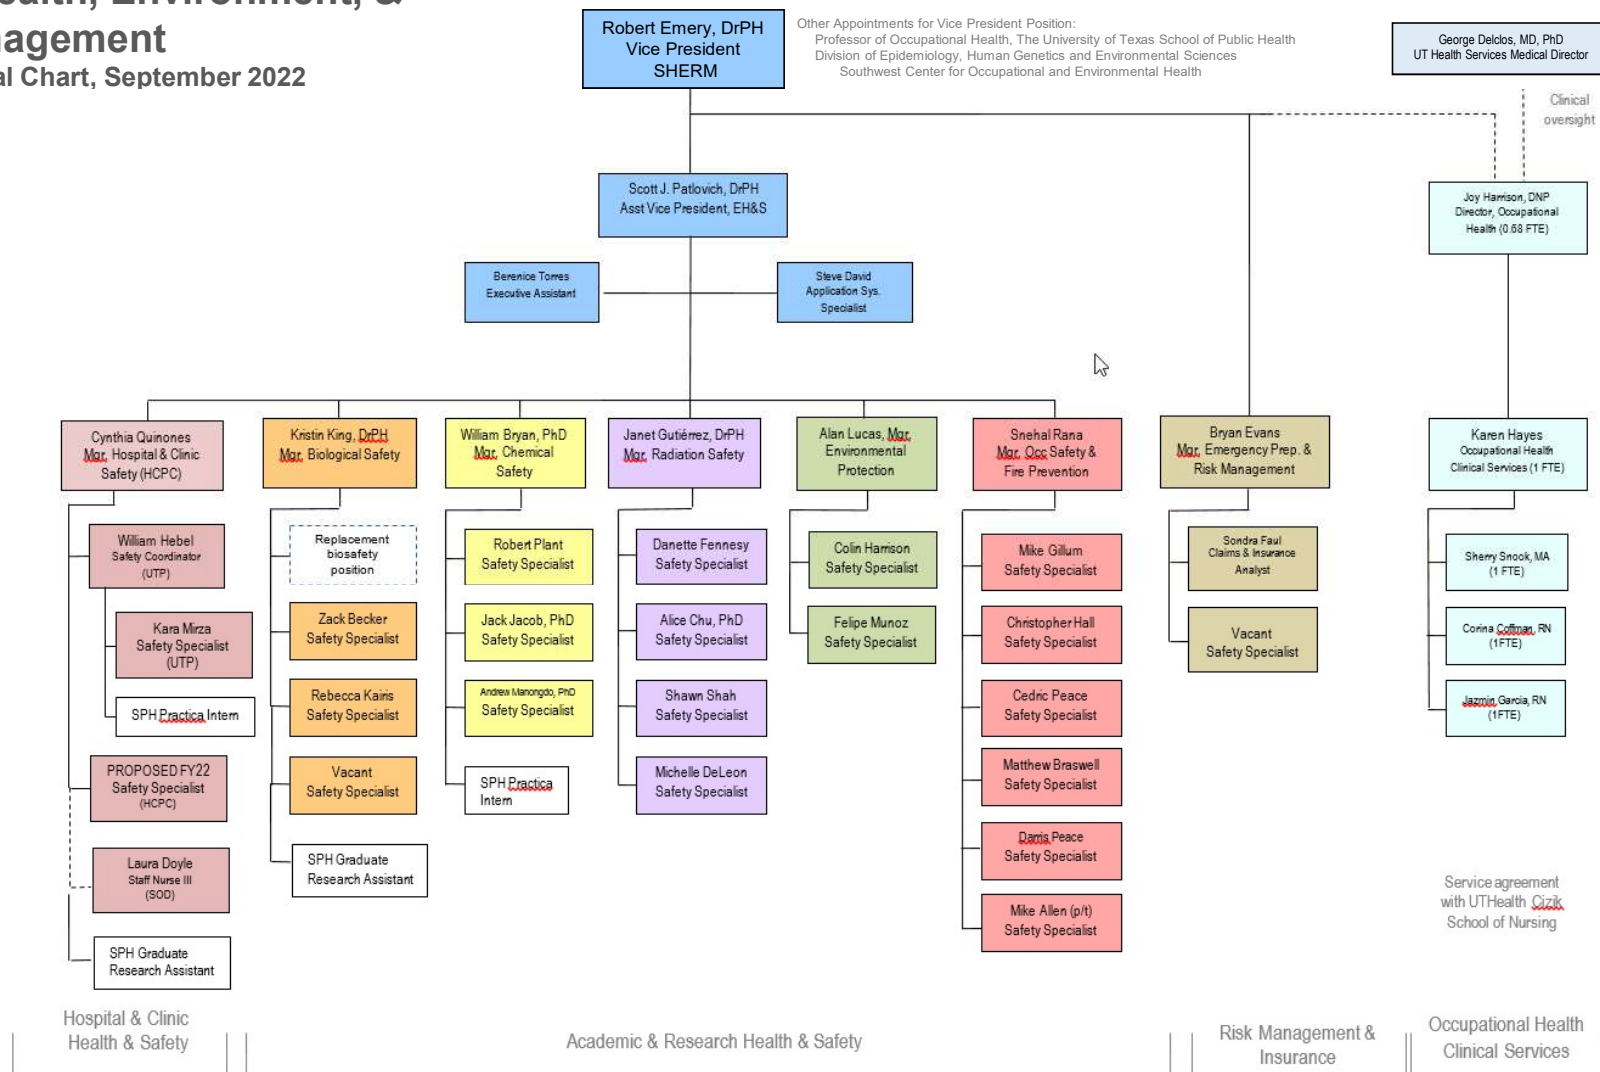 Environment, &
al Chart, September 2022
Robert Emery, DrPH
Vice President
SHERM
Other Appointments for Vice President Position:
Professor of Occupational Health, The University of Texas School of Public Health
Division of Epidemiology, Human Genetics and Environmental Sciences
Southwest Center for Occupational and Environmental Health
George Delclos, MD, PhD
UT Health Services Medical Director
Clinical
oversight
Scott J. Patlovich, DrPH
Asst Vice President, EH&S
Joy Harrison, DNP
Director, Occupational
Health (0.68 FTE)
Berenice Torres
Executive Assistant
Steve David
Application Sys.
Specialist
Cynthia Quinones
Mgr, Hospital & Clinic
Safety (HCPC)
Kristin King, DrPH
Mgr, Biological Safety
William Bryan, PhD
Mgr, Chemical
Safety
Janet Gutiérrez, DrPH
Mgr, Radiation Safety
Alan Lucas, Mgr,
Environmental
Protection
Snehal Rana
Mgr, Occ Safety &
Fire Prevention
Bryan Evans
Mgr, Emergency Prep. &
Risk Management
Karen Hayes
Occupational Health
Clinical Services (1 FTE)
William Hebel
Safety Coordinator
(UTP)
Kara Mirza
Safety Specialist
(UTP)
SPH Practica Intern
PROPOSED FY22
Safety Specialist
(HCPC)
Laura Doyle
Staff Nurse III
(SOD)
SPH Graduate
Research Assistant
Replacement
biosafety
position
Zack Becker
Safety Specialist
Rebecca Kairis
Safety Specialist
Vacant
Safety Specialist
SPH Graduate
Research Assistant
Robert Plant
Safety Specialist
Jack Jacob, PhD
Safety Specialist
Andrew Manongdo, PhD
Safety Specialist
SPH Practica
Intern
Danette Fennesy
Safety Specialist
Alice Chu, PhD
Safety Specialist
Shawn Shah
Safety Specialist
Michelle DeLeon
Safety Specialist
Colin Harrison
Safety Specialist
Felipe Munoz
Safety Specialist
Mike Gillum
Safety Specialist
Christopher Hall
Safety Specialist
Cedric Peace
Safety Specialist
Matthew Braswell
Safety Specialist
Darris Peace
Safety Specialist
Mike Allen (p/t)
Safety Specialist
Sondra Faul
Claims & Insurance
Analyst
Vacant
Safety Specialist
Sherry Snook, MA
(1 FTE)
Corina Coffman, RN
(1FTE)
Jazmin Garcia, RN
(1FTE)
Service agreement
with UTHealth Cizik
School of Nursing
Hospital & Clinic
Health & Safety
Academic & Research Health & Safety
Risk Management &
Insurance
Occupational Health
Clinical Services